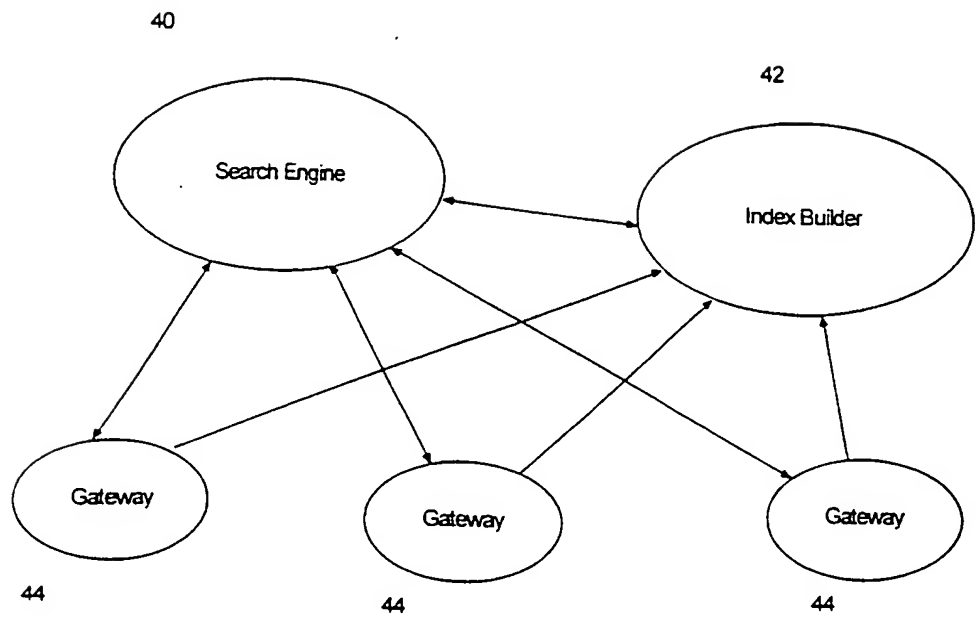 40
42
Search Engine
Index Builder
Gateway
Gateway
Gateway
44
44
44